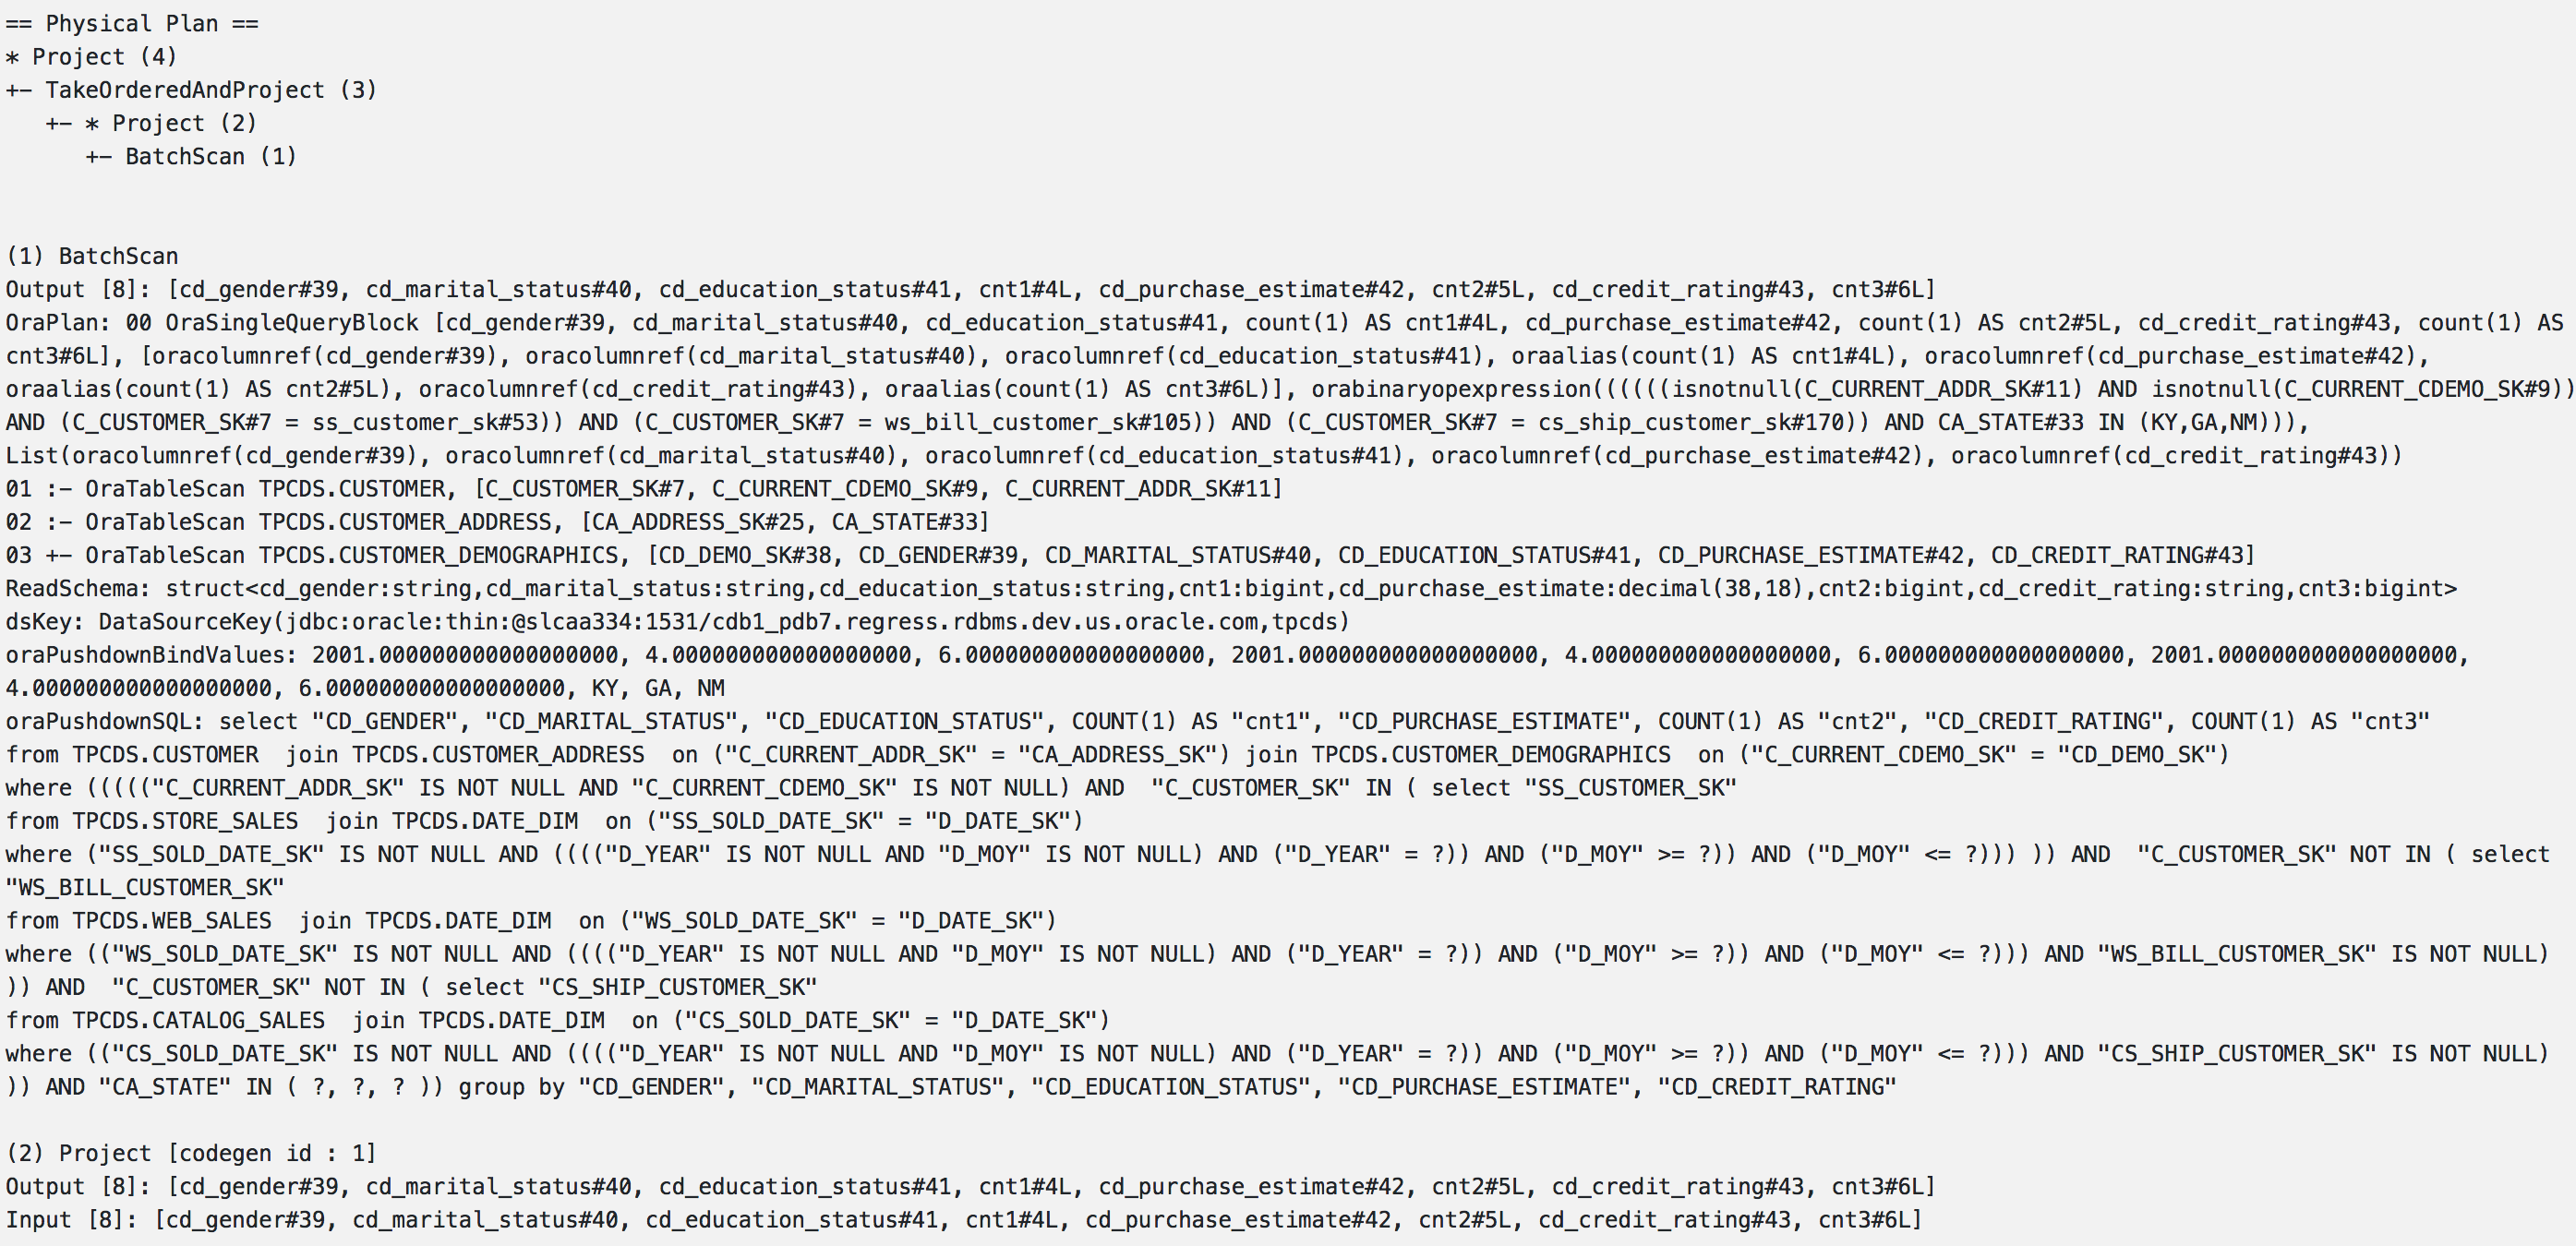 == Physical Plan ==
* Project (4)
+- TakeOrderedAndProject (3)
   +- * Project (2)
      +- BatchScan (1)
(1) BatchScan
Output [8]: [cd_gender#39, cd_marital_status#40, cd_education_status#41, cnt1#4L, cd_purchase_estimate#42, cnt2#5L, cd_credit_rating#43, cnt3#6L]
OraPlan: 00 OraSingleQueryBlock [cd_gender#39, cd_marital_status#40, cd_education_status#41, count(1) AS cnt1#4L, cd_purchase_estimate#42, count(1) AS cnt2#5L, cd_credit_rating#43, count(1) AS
cnt3#6L], [oracolumnref(cd_gender#39), oracolumnref(cd_marital_status#40), oracolumnref(cd_education_status#41), oraalias(count(1) AS cnt1#4L), oracolumnref(cd_purchase_estimate#42),
oraalias(count(1) AS cnt2#5L), oracolumnref(cd_credit_rating#43), oraalias(count(1) AS cnt3#6L)], orabinaryopexpression((((((isnotnull(C_CURRENT_ADDR_SK#11) AND isnotnull(C_CURRENT_CDEMO_SK#9))
AND (C_CUSTOMER_SK#7 = ss_customer_sk#53)) AND (C_CUSTOMER_SK#7 = ws_bill_customer_sk#105)) AND (C_CUSTOMER_SK#7 = cs_ship_customer_sk#170)) AND CA_STATE#33 IN (KY,GA,NM))),
List(oracolumnref(cd_gender#39), oracolumnref(cd_marital_status#40), oracolumnref(cd_education_status#41), oracolumnref(cd_purchase_estimate#42), oracolumnref(cd_credit_rating#43))
01 :- OraTableScan TPCDS.CUSTOMER, [C_CUSTOMER_SK#7, C_CURRENT_CDEMO_SK#9, C_CURRENT_ADDR_SK#11]
02 :- OraTableScan TPCDS.CUSTOMER_ADDRESS, [CA_ADDRESS_SK#25, CA_STATE#33]
03 +- OraTableScan TPCDS.CUSTOMER_DEMOGRAPHICS, [CD_DEMO_SK#38, CD_GENDER#39, CD_MARITAL_STATUS#40, CD_EDUCATION_STATUS#41, CD_PURCHASE_ESTIMATE#42, CD_CREDIT_RATING#43]
ReadSchema: struct<cd_gender:string,cd_marital_status:string,cd_education_status:string,cnt1:bigint,cd_purchase_estimate:decimal(38,18),cnt2:bigint,cd_credit_rating:string,cnt3:bigint>
dsKey: DataSourceKey(jdbc:oracle:thin:@slcaa334:1531/cdb1_pdb7.regress.rdbms.dev.us.oracle.com,tpcds)
oraPushdownBindValues: 2001.000000000000000000, 4.000000000000000000, 6.000000000000000000, 2001.000000000000000000, 4.000000000000000000, 6.000000000000000000, 2001.000000000000000000,
4.000000000000000000, 6.000000000000000000, KY, GA, NM
oraPushdownSQL: select "CD_GENDER", "CD_MARITAL_STATUS", "CD_EDUCATION_STATUS", COUNT(1) AS "cnt1", "CD_PURCHASE_ESTIMATE", COUNT(1) AS "cnt2", "CD_CREDIT_RATING", COUNT(1) AS "cnt3"
from TPCDS.CUSTOMER  join TPCDS.CUSTOMER_ADDRESS  on ("C_CURRENT_ADDR_SK" = "CA_ADDRESS_SK") join TPCDS.CUSTOMER_DEMOGRAPHICS  on ("C_CURRENT_CDEMO_SK" = "CD_DEMO_SK")
where ((((("C_CURRENT_ADDR_SK" IS NOT NULL AND "C_CURRENT_CDEMO_SK" IS NOT NULL) AND  "C_CUSTOMER_SK" IN ( select "SS_CUSTOMER_SK"
from TPCDS.STORE_SALES  join TPCDS.DATE_DIM  on ("SS_SOLD_DATE_SK" = "D_DATE_SK")
where ("SS_SOLD_DATE_SK" IS NOT NULL AND (((("D_YEAR" IS NOT NULL AND "D_MOY" IS NOT NULL) AND ("D_YEAR" = ?)) AND ("D_MOY" >= ?)) AND ("D_MOY" <= ?))) )) AND  "C_CUSTOMER_SK" NOT IN ( select
"WS_BILL_CUSTOMER_SK"
from TPCDS.WEB_SALES  join TPCDS.DATE_DIM  on ("WS_SOLD_DATE_SK" = "D_DATE_SK")
where (("WS_SOLD_DATE_SK" IS NOT NULL AND (((("D_YEAR" IS NOT NULL AND "D_MOY" IS NOT NULL) AND ("D_YEAR" = ?)) AND ("D_MOY" >= ?)) AND ("D_MOY" <= ?))) AND "WS_BILL_CUSTOMER_SK" IS NOT NULL)
)) AND  "C_CUSTOMER_SK" NOT IN ( select "CS_SHIP_CUSTOMER_SK"
from TPCDS.CATALOG_SALES  join TPCDS.DATE_DIM  on ("CS_SOLD_DATE_SK" = "D_DATE_SK")
where (("CS_SOLD_DATE_SK" IS NOT NULL AND (((("D_YEAR" IS NOT NULL AND "D_MOY" IS NOT NULL) AND ("D_YEAR" = ?)) AND ("D_MOY" >= ?)) AND ("D_MOY" <= ?))) AND "CS_SHIP_CUSTOMER_SK" IS NOT NULL)
)) AND "CA_STATE" IN ( ?, ?, ? )) group by "CD_GENDER", "CD_MARITAL_STATUS", "CD_EDUCATION_STATUS", "CD_PURCHASE_ESTIMATE", "CD_CREDIT_RATING"
(2) Project [codegen id : 1]
Output [8]: [cd_gender#39, cd_marital_status#40, cd_education_status#41, cnt1#4L, cd_purchase_estimate#42, cnt2#5L, cd_credit_rating#43, cnt3#6L]
Input [8]: [cd_gender#39, cd_marital_status#40, cd_education_status#41, cnt1#4L, cd_purchase_estimate#42, cnt2#5L, cd_credit_rating#43, cnt3#6L]